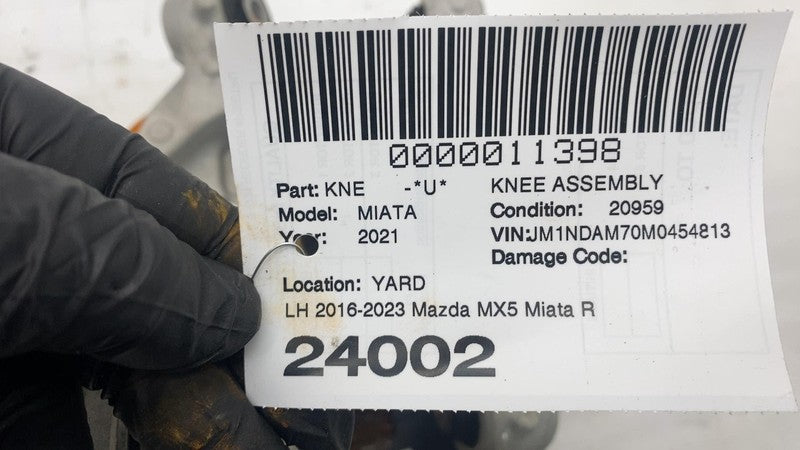 0000011398
Part: KNE -*U* KNEE ASSEMBLY
Model: MIATA Condition: 20959
Year: 2021 VIN:JM1NDAM70M0454813
Damage Code:
Location: YARD
LH 2016-2023 Mazda MX5 Miata R
24002